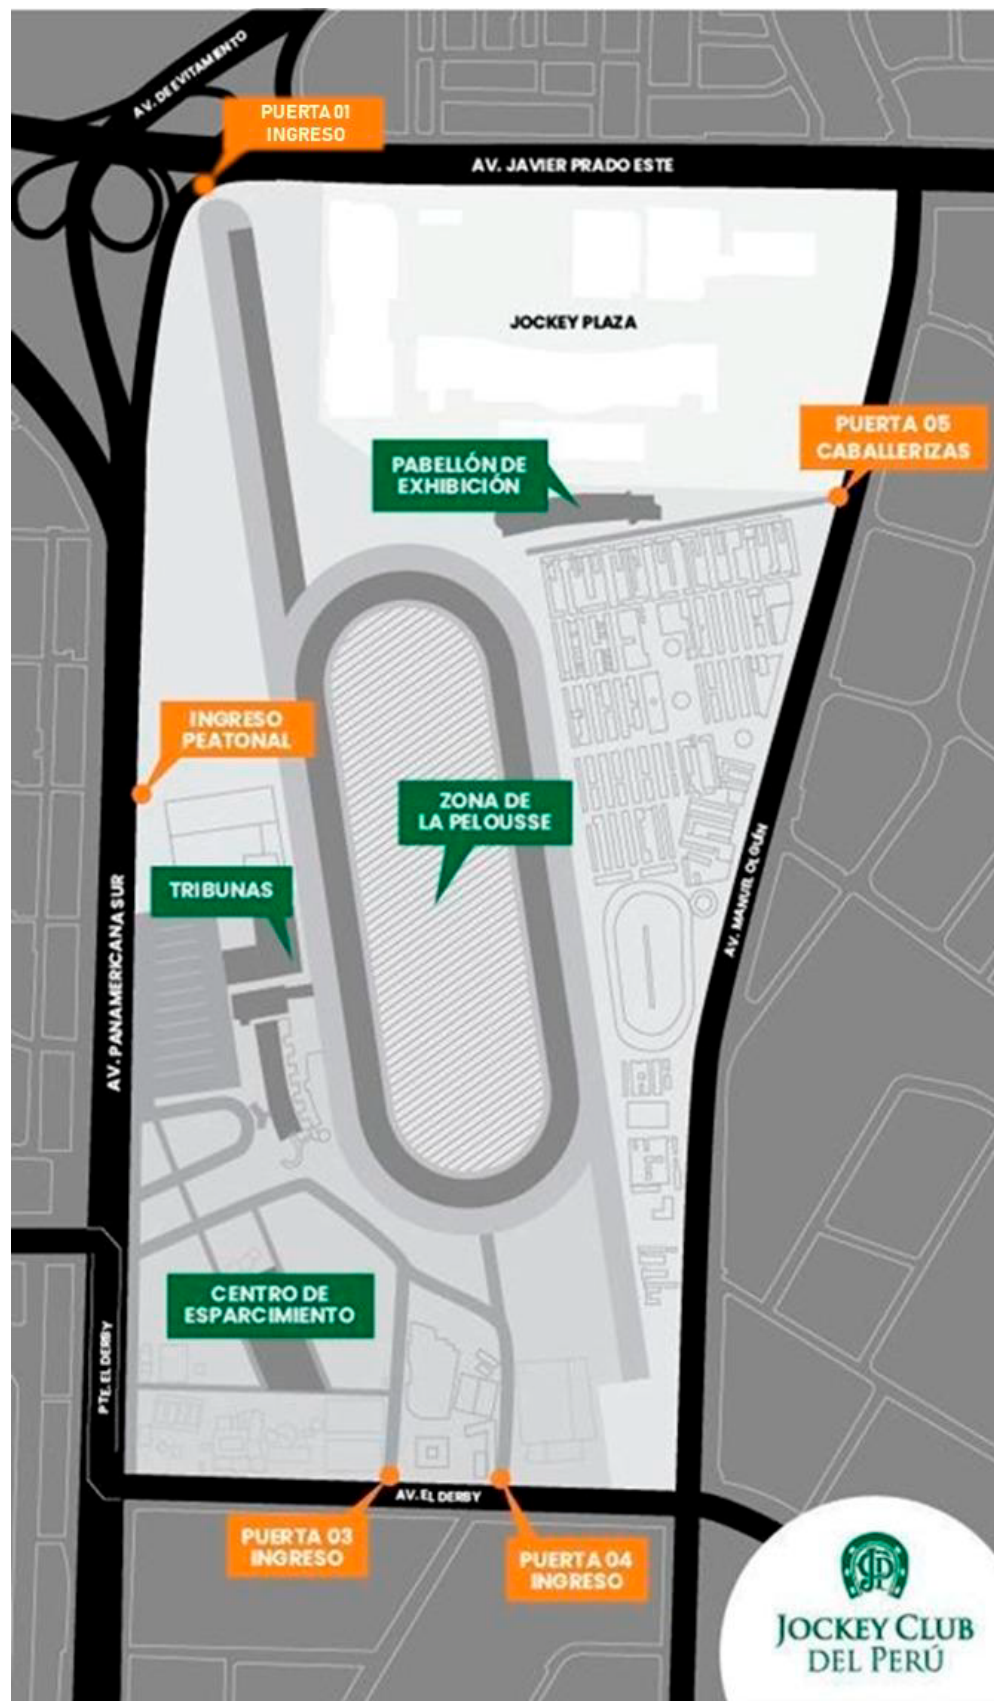 AV. DE EVITAMIENTO
PUERTA 01
INGRESO
AV. JAVIER PRADO ESTE
JOCKEY PLAZA
PUERTA 05
CABALLERIZAS
PABELLÓN DE
EXHIBICIÓN
INGRESO
PEATONAL
ZONA DE
LA PELOUSSE
TRIBUNAS
AV. MANUEL OLGUÍN
AV. PANAMERICANA SUR
CENTRO DE
ESPARCIMIENTO
PTE. EL DERBY
AV. EL DERBY
PUERTA 03
INGRESO
PUERTA 04
INGRESO
JOCKEY CLUB
DEL PERÚ